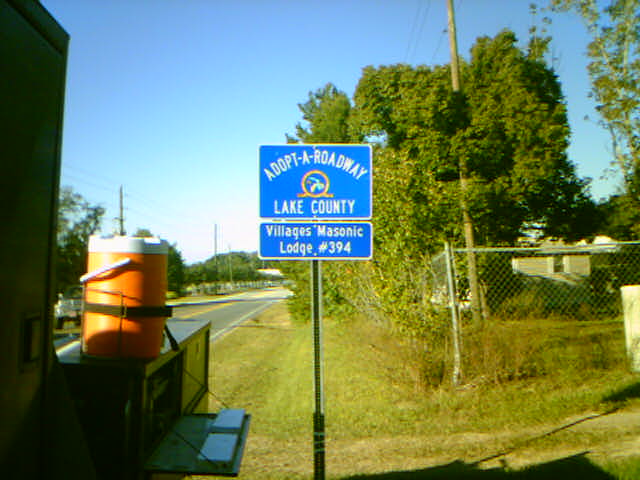 ADOPT-A-ROADWAY
LAKE COUNTY
Villages Masonic
Lodge #394